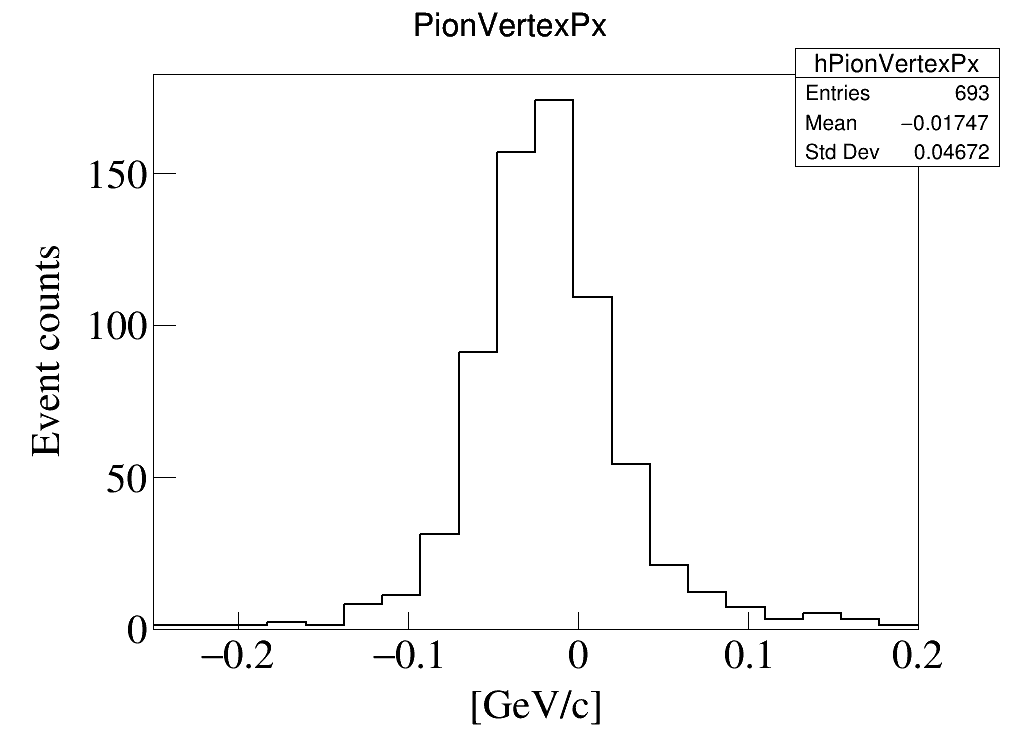 PionVertexPx
hPionVertexPx
Entries 693
Mean −0.01747
Std Dev 0.04672
150
100
50
0
Event counts
−0.2 −0.1 0 0.1 0.2
[GeV/c]